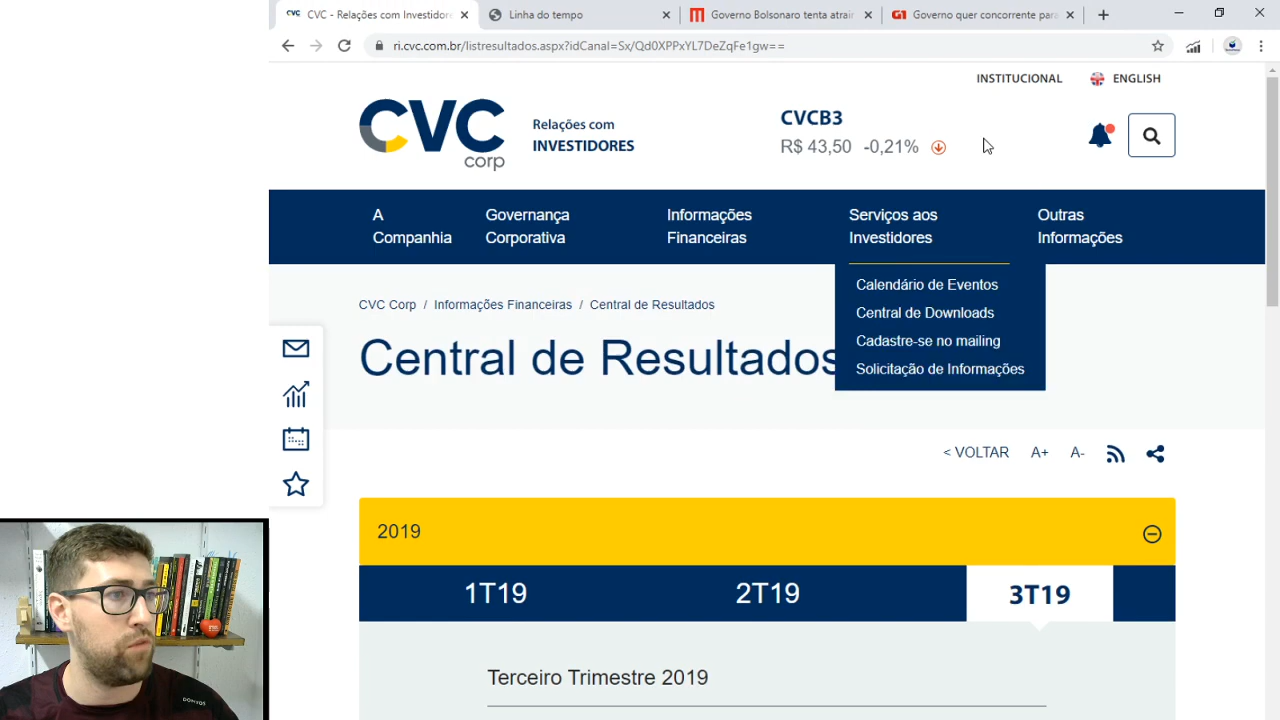 CVC - Relações com Investidore
Linha do tempo
Governo Bolsonaro tenta atrair
G1
Governo quer concorrente para
ri.cvc.com.br/listresultados.aspx?idCanal=Sx/Qd0XPPxYL7DeZqFe1gw==
INSTITUCIONAL
ENGLISH
CVC
corp
Relações com
INVESTIDORES
CVCB3
R$ 43,50 -0,21%
A
Companhia
Governança
Corporativa
Informações
Financeiras
Serviços aos
Investidores
Outras
Informações
Calendário de Eventos
Central de Downloads
Cadastre-se no mailing
Solicitação de Informações
CVC Corp / Informações Financeiras / Central de Resultados
Central de Resultados
< VOLTAR
A+
A-
2019
1T19
2T19
3T19
Terceiro Trimestre 2019